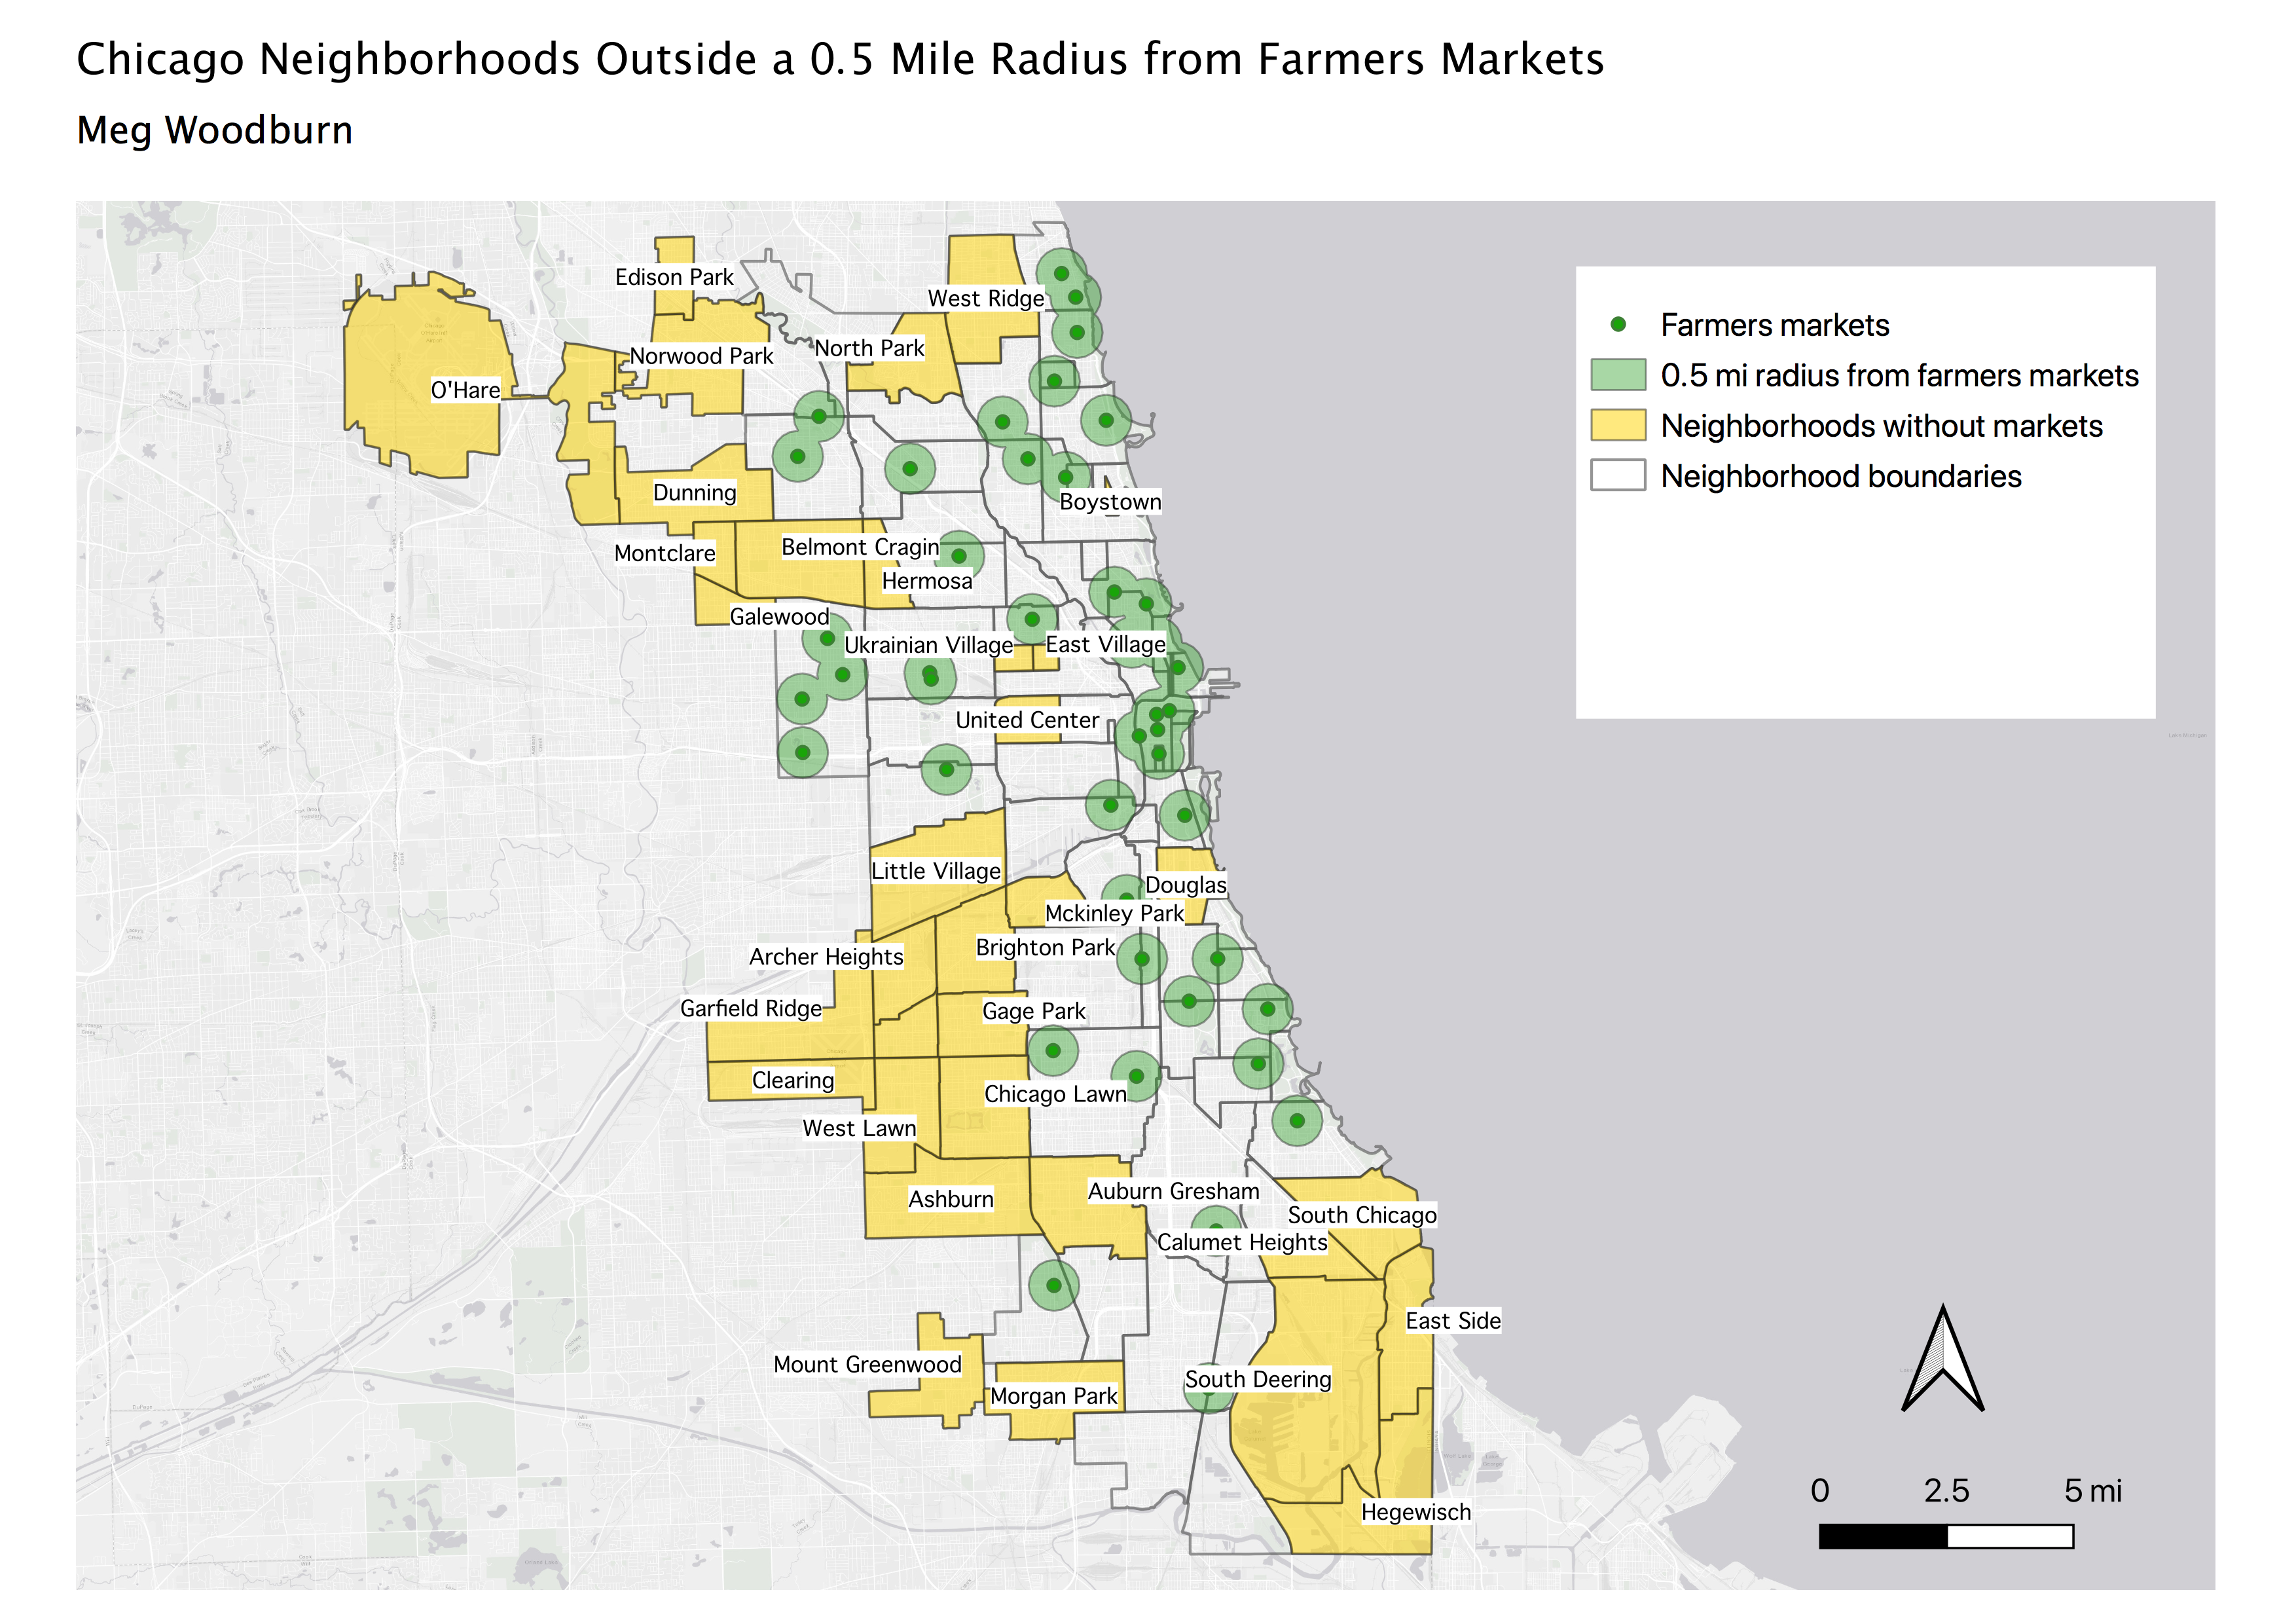 Chicago Neighborhoods Outside a 0.5 Mile Radius from Farmers Markets
Meg Woodburn
Farmers markets
0.5 mi radius from farmers markets
Neighborhoods without markets
Neighborhood boundaries
Edison Park
West Ridge
Norwood Park
North Park
O'Hare
Dunning
Boystown
Montclare
Belmont Cragin
Hermosa
Galewood
Ukrainian Village
East Village
United Center
Little Village
Douglas
Mckinley Park
Brighton Park
Archer Heights
Garfield Ridge
Gage Park
Clearing
Chicago Lawn
West Lawn
Ashburn
Auburn Gresham
South Chicago
Calumet Heights
East Side
Mount Greenwood
Morgan Park
South Deering
Hegewisch
0 2.5 5 mi